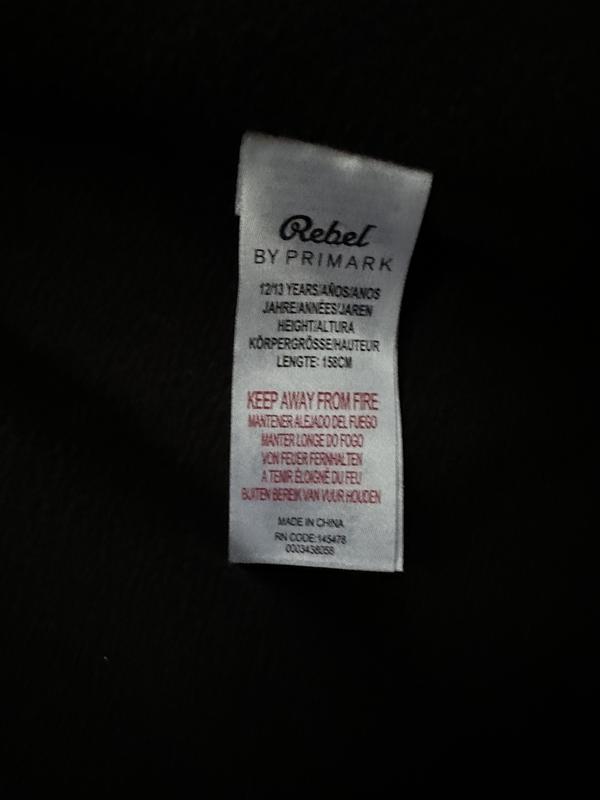 Rebel
BY PRIMARK
12/13 YEARS/AÑOS/ANOS
JAHRE/ANNÉES/JAREN
HEIGHT/ALTURA
KÖRPERGRÖSSE/HAUTEUR
LENGTE: 158CM
KEEP AWAY FROM FIRE
MANTENER ALEJADO DEL FUEGO
MANTER LONGE DO FOGO
VON FEUER FERNHALTEN
A TENIR ÉLOIGNÉ DU FEU
BUITEN BEREIK VAN VUUR HOUDEN
MADE IN CHINA
RN CODE:145478
0003438058